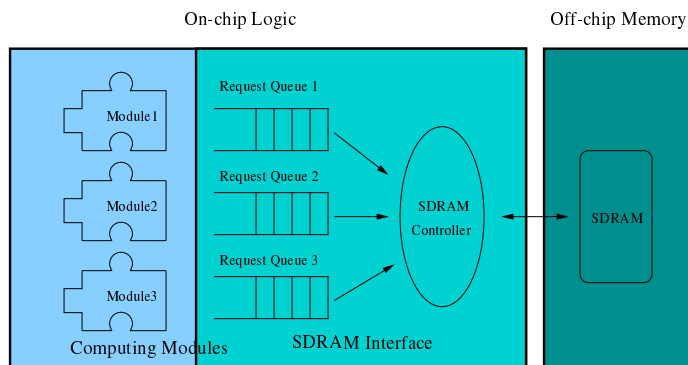 On-chip Logic
Off-chip Memory
Request Queue 1
Module1
Request Queue 2
Module2
SDRAM
Controller
SDRAM
Request Queue 3
Module3
Computing Modules
SDRAM Interface